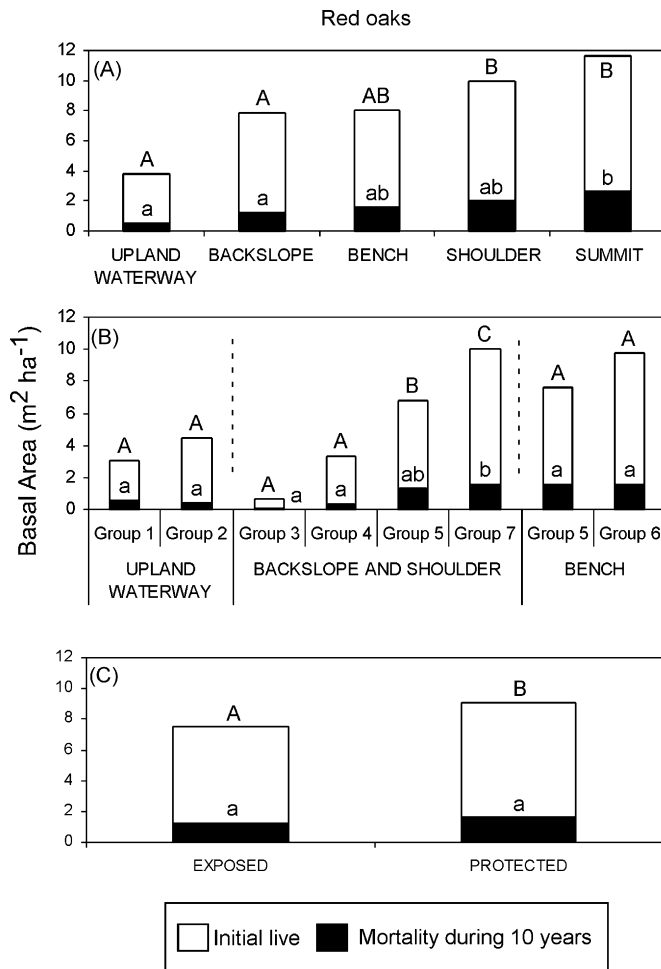 Red oaks
Basal Area (m² ha⁻¹)
(A)
12
10
8
6
4
2
0
A
A
AB
B
B
a
a
ab
ab
b
UPLAND WATERWAY
BACKSLOPE
BENCH
SHOULDER
SUMMIT
(B)
12
10
8
6
4
2
0
A
A
A
A
B
C
A
A
a
a
a
a
ab
b
a
a
Group 1
Group 2
Group 3
Group 4
Group 5
Group 7
Group 5
Group 6
UPLAND WATERWAY
BACKSLOPE AND SHOULDER
BENCH
(C)
12
10
8
6
4
2
0
A
B
a
a
EXPOSED
PROTECTED
Initial live
Mortality during 10 years